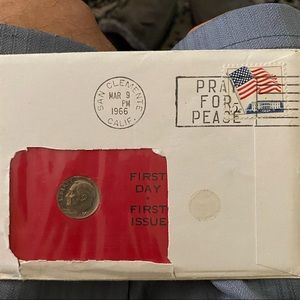 SAN CLEMENTE
CALIF.
MAR 9
PM
1966
PRAY
FOR
PEACE
FIRST
DAY
FIRST
ISSUE